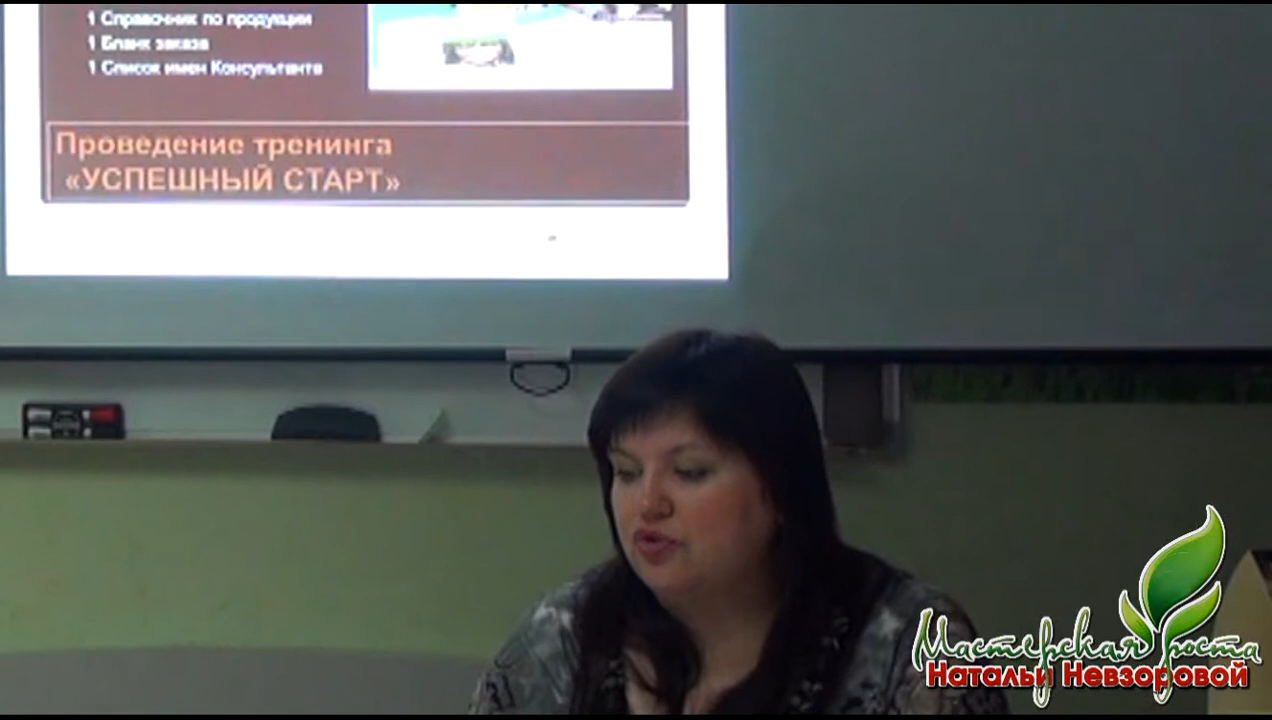 1 Справочник по продукции
1 Бланк заказа
1 Список имен Консультанта
Проведение тренинга
«УСПЕШНЫЙ СТАРТ»
Мастерская роста
Натальи Невзоровой